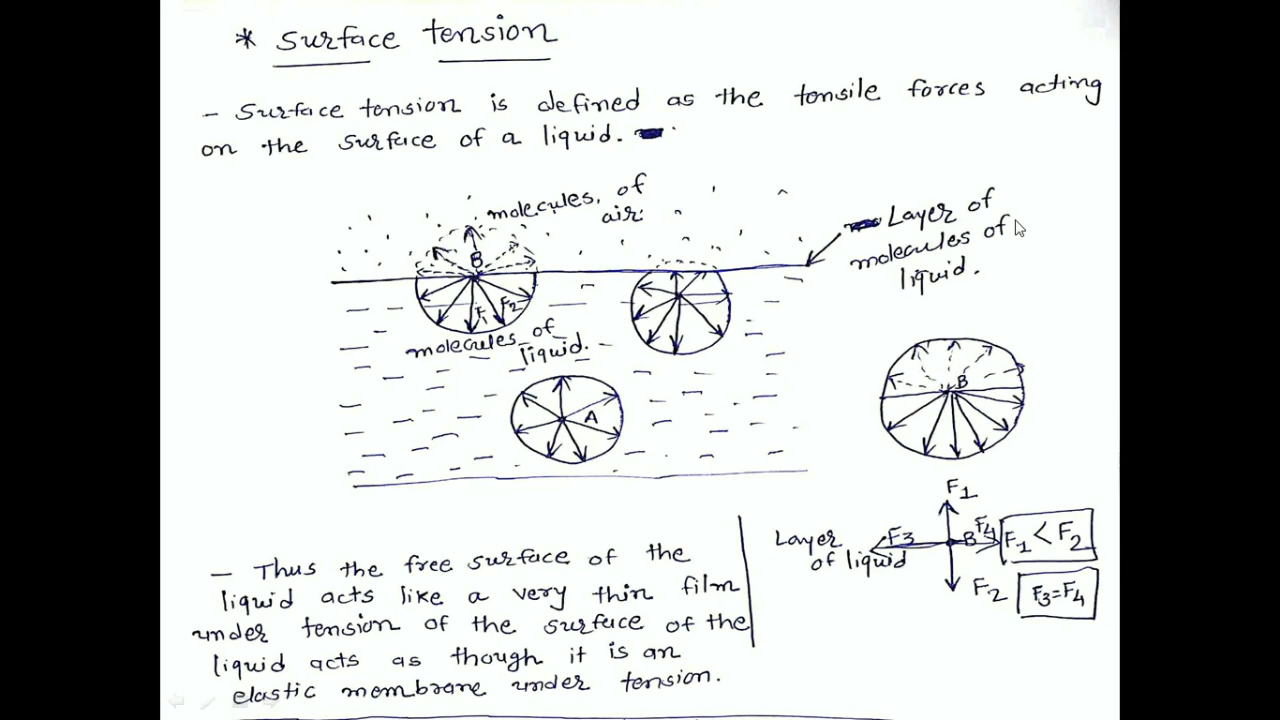 * Surface tension
- Surface tension is defined as the tensile forces acting
on the surface of a liquid.
molecules of
air.
Layer of
molecules of
liquid.
B
F1
F2
molecules of
liquid.
A
B
F1
Layer
of liquid
F3
B
F4
F1 < F2
F2
F3=F4
- Thus the free surface of the
liquid acts like a very thin film
under tension of the surface of the
liquid acts as though it is an
elastic membrane under tension.